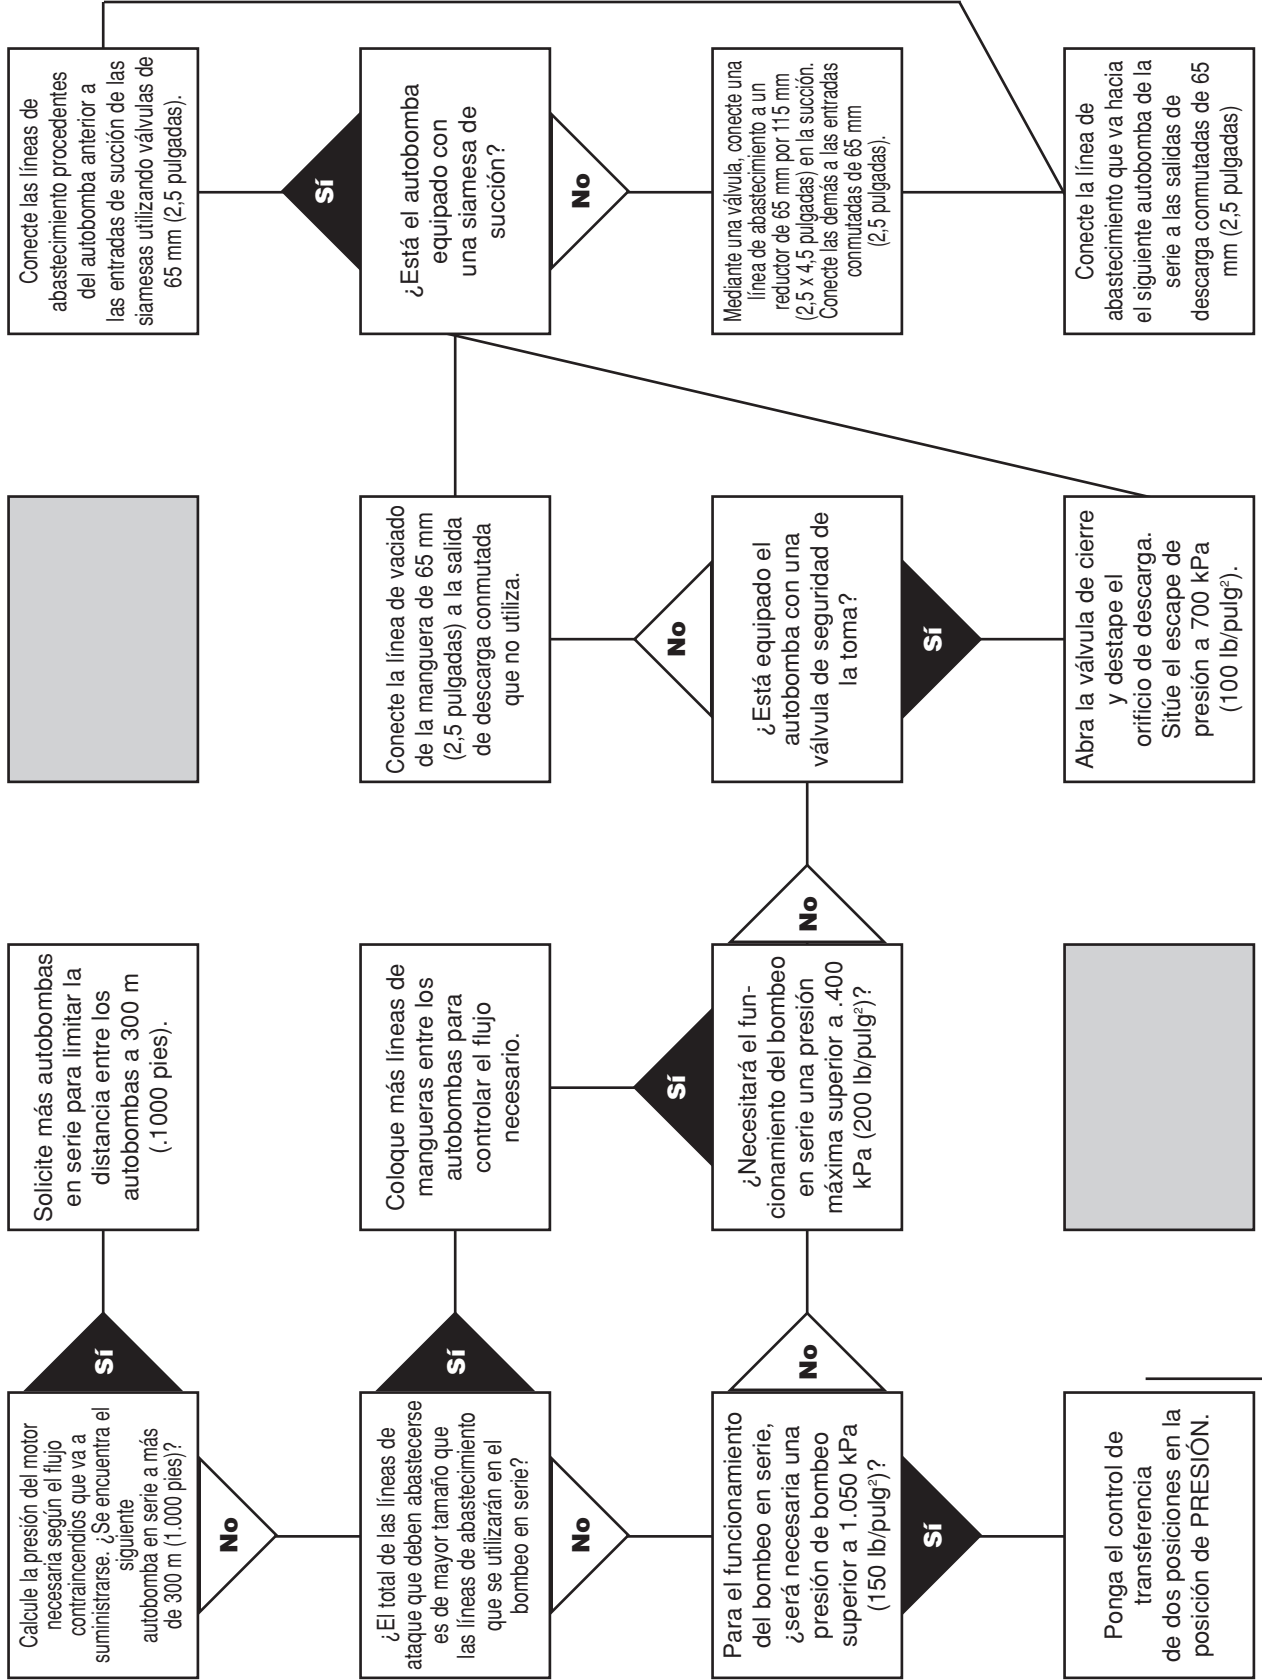 Calcule la presión del motor
necesaria según el flujo
contraincendios que va a
suministrarse. ¿Se encuentra el
siguiente
autobomba en serie a más
de 300 m (1.000 pies)?
Sí
Solicite más autobombas
en serie para limitar la
distancia entre los
autobombas a 300 m
(.1000 pies).
No
¿El total de las líneas de
ataque que deben abastecerse
es de mayor tamaño que
las líneas de abastecimiento
que se utilizarán en el
bombeo en serie?
Sí
Coloque más líneas de
mangueras entre los
autobombas para
controlar el flujo
necesario.
No
Para el funcionamiento
del bombeo en serie,
¿será necesaria una
presión de bombeo
superior a 1.050 kPa
(150 lb/pulg²)?
Sí
Ponga el control de
transferencia
de dos posiciones en la
posición de PRESIÓN.
No
¿Necesitará el fun-
cionamiento del bombeo
en serie una presión
máxima superior a .400
kPa (200 lb/pulg²)?
Sí
No
¿Está equipado el
autobomba con una
válvula de seguridad de
la toma?
No
Conecte la línea de vaciado
de la manguera de 65 mm
(2,5 pulgadas) a la salida
de descarga conmutada
que no utiliza.
Sí
Abra la válvula de cierre
y destape el
orificio de descarga.
Sitúe el escape de
presión a 700 kPa
(100 lb/pulg²).
¿Está el autobomba
equipado con
una siamesa de
succión?
Sí
Conecte las líneas de
abastecimiento procedentes
del autobomba anterior a
las entradas de succión de las
siamesas utilizando válvulas de
65 mm (2,5 pulgadas).
No
Mediante una válvula, conecte una
línea de abastecimiento a un
reductor de 65 mm por 115 mm
(2,5 x 4,5 pulgadas) en la succión.
Conecte las demás a las entradas
conmutadas de 65 mm
(2,5 pulgadas).
Conecte la línea de
abastecimiento que va hacia
el siguiente autobomba de la
serie a las salidas de
descarga conmutadas de 65
mm (2,5 pulgadas)